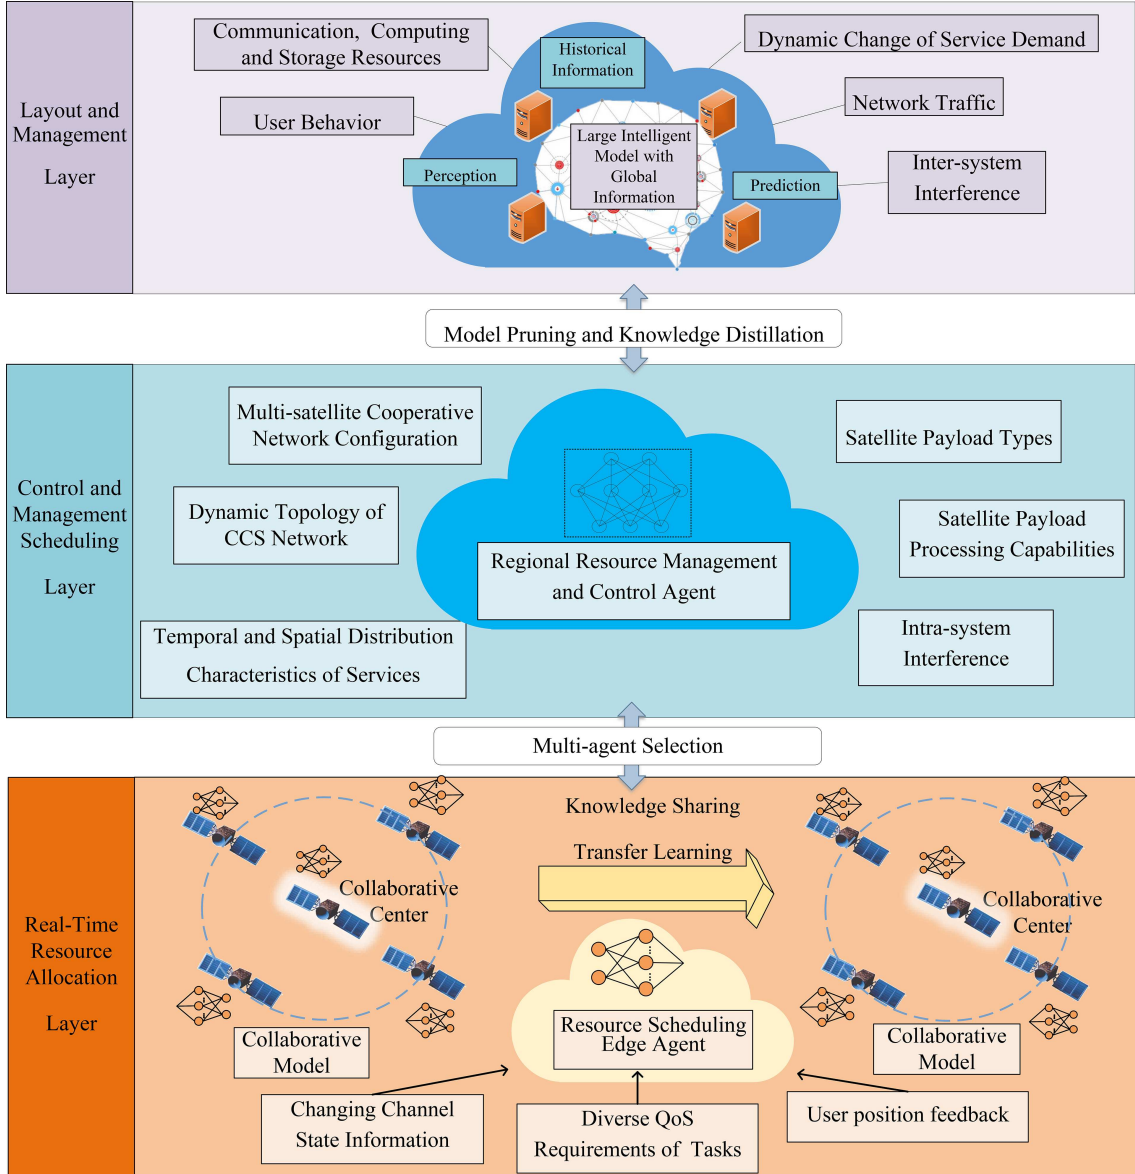 Layout and
Management
Layer
Communication, Computing
and Storage Resources
Historical
Information
Dynamic Change of Service Demand
User Behavior
Network Traffic
Large Intelligent
Model with
Global
Information
Perception
Prediction
Inter-system
Interference
Model Pruning and Knowledge Distillation
Control and
Management
Scheduling
Layer
Multi-satellite Cooperative
Network Configuration
Satellite Payload Types
Dynamic Topology of
CCS Network
Satellite Payload
Processing Capabilities
Regional Resource Management
and Control Agent
Temporal and Spatial Distribution
Characteristics of Services
Intra-system
Interference
Multi-agent Selection
Real-Time
Resource
Allocation
Layer
Knowledge Sharing
Transfer Learning
Collaborative
Center
Collaborative
Center
Resource Scheduling
Edge Agent
Collaborative
Model
Collaborative
Model
Changing Channel
State Information
Diverse QoS
Requirements of Tasks
User position feedback